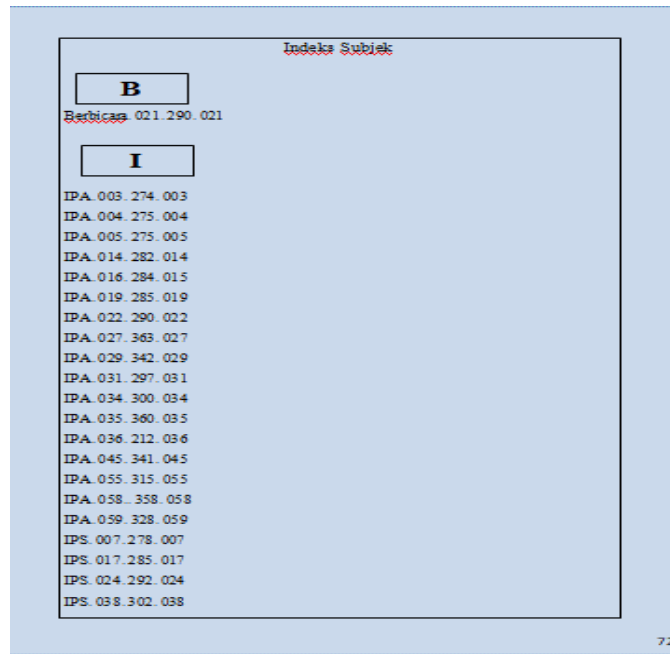 Indeks Subjek
B
Berbicara. 021. 290. 021
I
IPA. 003. 274. 003
IPA. 004. 275. 004
IPA. 005. 275. 005
IPA. 014. 282. 014
IPA. 016. 284. 015
IPA. 019. 285. 019
IPA. 022. 290. 022
IPA. 027. 363. 027
IPA. 029. 342. 029
IPA. 031. 297. 031
IPA. 034. 300. 034
IPA. 035. 360. 035
IPA. 036. 212. 036
IPA. 045. 341. 045
IPA. 055. 315. 055
IPA. 058.. 358. 058
IPA. 059. 328. 059
IPS. 007. 278. 007
IPS. 017. 285. 017
IPS. 024. 292. 024
IPS. 038. 302. 038
72